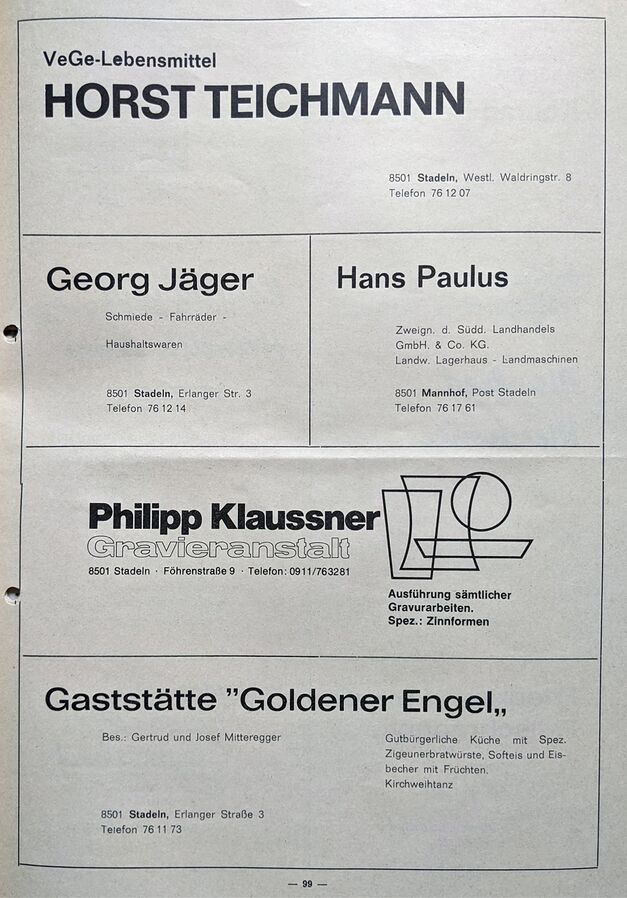 VeGe-Lebensmittel
HORST TEICHMANN
8501 Stadeln, Westl. Waldringstr. 8
Telefon 76 12 07
Georg Jäger
Schmiede - Fahrräder -
Haushaltswaren
8501 Stadeln, Erlanger Str. 3
Telefon 76 12 14
Hans Paulus
Zweign. d. Südd. Landhandels
GmbH. & Co. KG.
Landw. Lagerhaus - Landmaschinen
8501 Mannhof, Post Stadeln
Telefon 76 17 61
Philipp Klaussner
Gravieranstalt
8501 Stadeln · Föhrenstraße 9 · Telefon: 0911/763281
Ausführung sämtlicher
Gravurarbeiten.
Spez.: Zinnformen
Gaststätte ”Goldener Engel„
Bes.: Gertrud und Josef Mitteregger
Gutbürgerliche Küche mit Spez.
Zigeunerbratwürste, Softeis und Eis-
becher mit Früchten.
Kirchweihtanz
8501 Stadeln, Erlanger Straße 3
Telefon 76 11 73
— 99 —